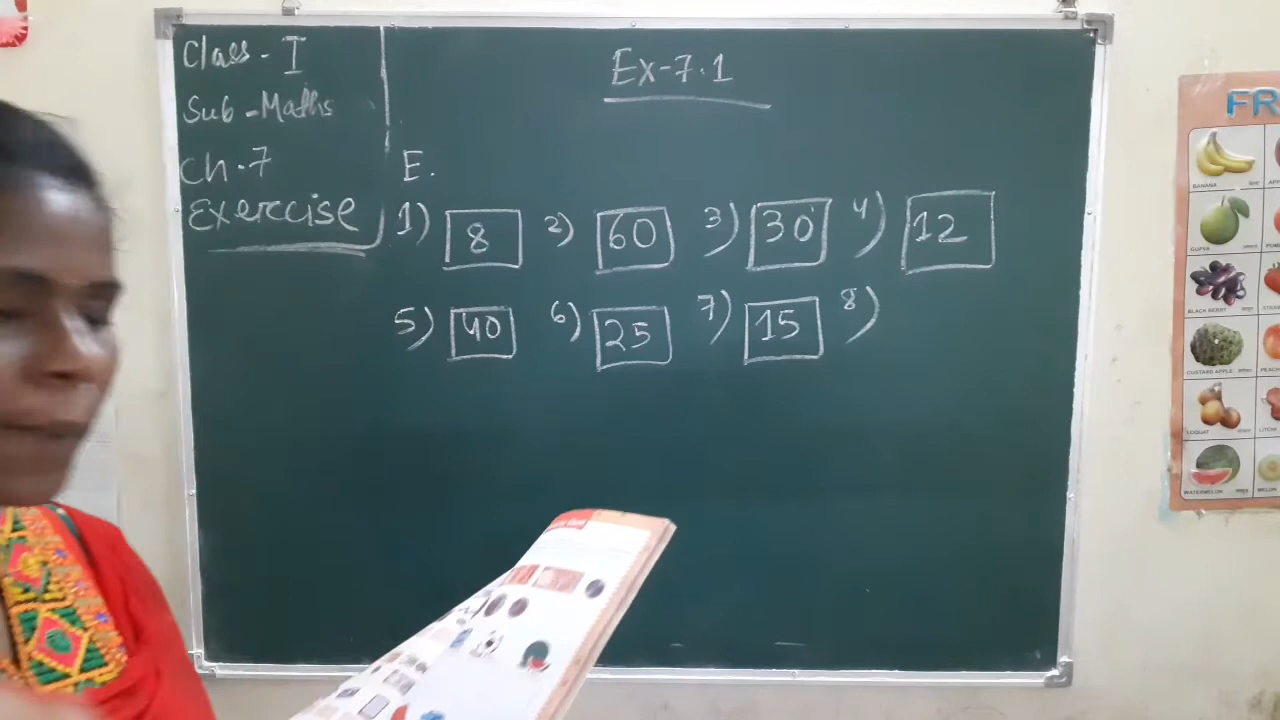 Class - I
Sub - Maths
Ch.7
Exercise
Ex-7.1
E.
1) 8 2) 60 3) 30 4) 12
5) 40 6) 25 7) 15 8)
FR
BANANA
GUAVA
BLACK BERRY
CUSTARD APPLE
LOQUAT
LITCHI
WATERMELON
MELON